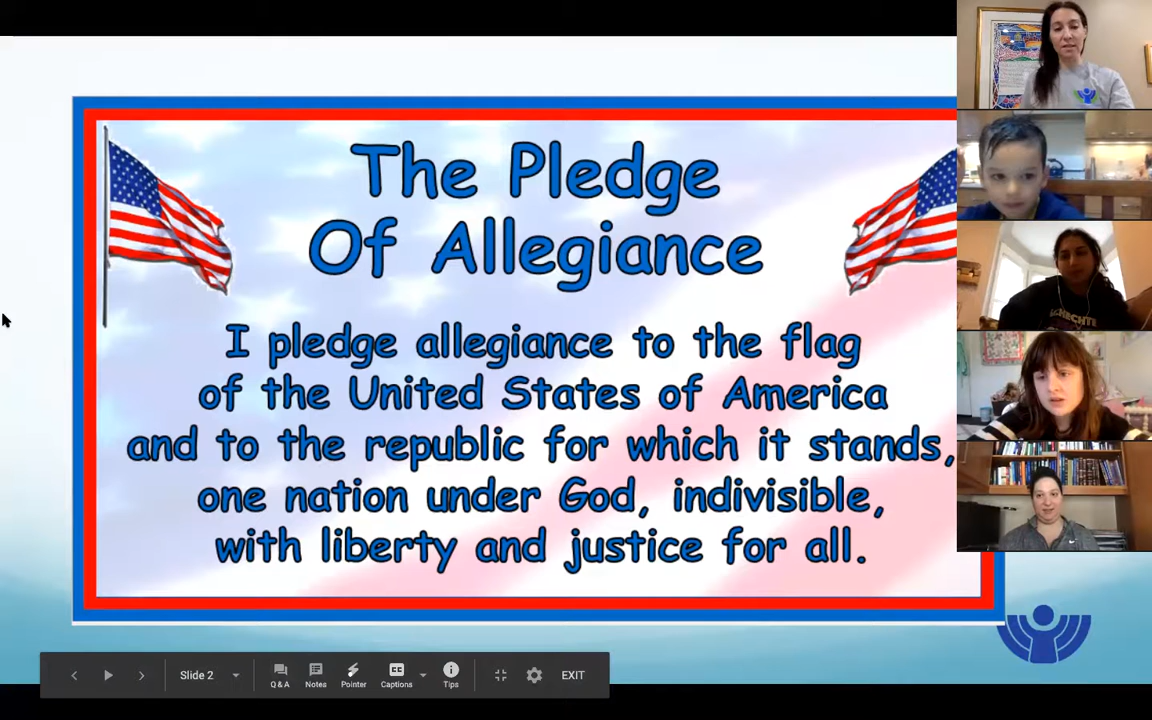 The Pledge
Of Allegiance
I pledge allegiance to the flag
of the United States of America
and to the republic for which it stands,
one nation under God, indivisible,
with liberty and justice for all.
Slide 2
Q & A
Notes
Pointer
CC
Captions
Tips
EXIT